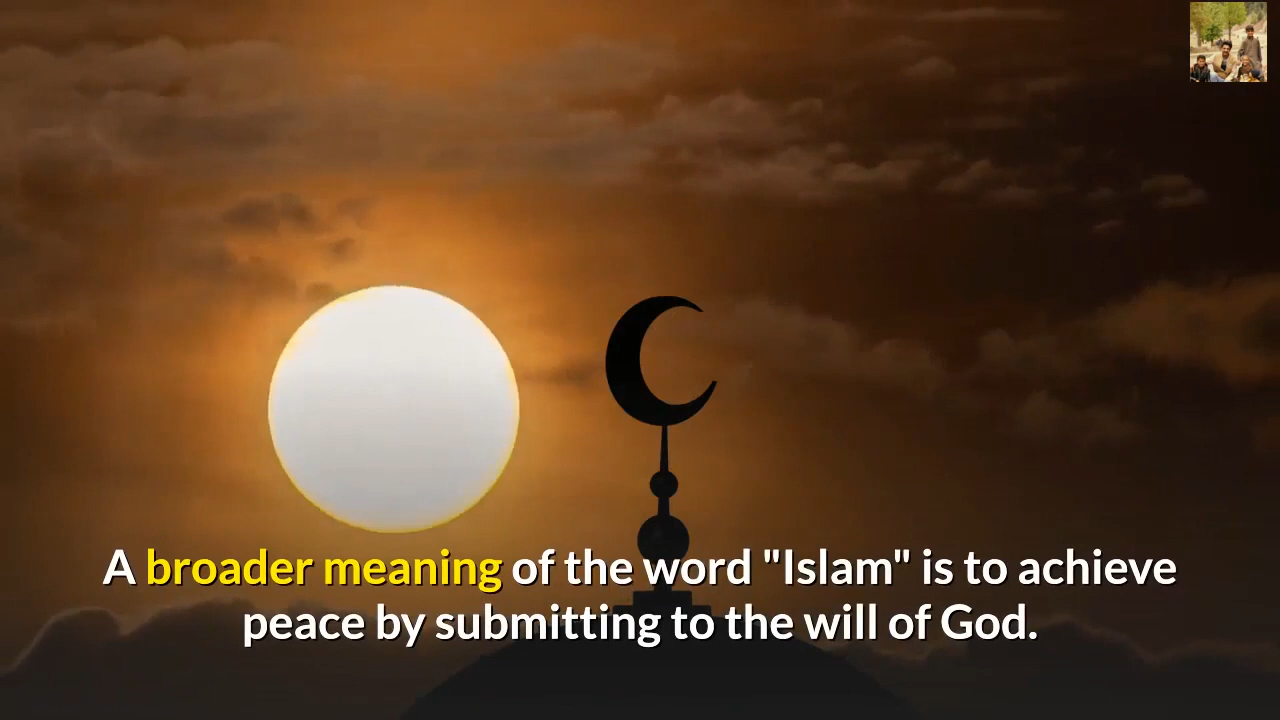 A broader meaning of the word "Islam" is to achieve
peace by submitting to the will of God.